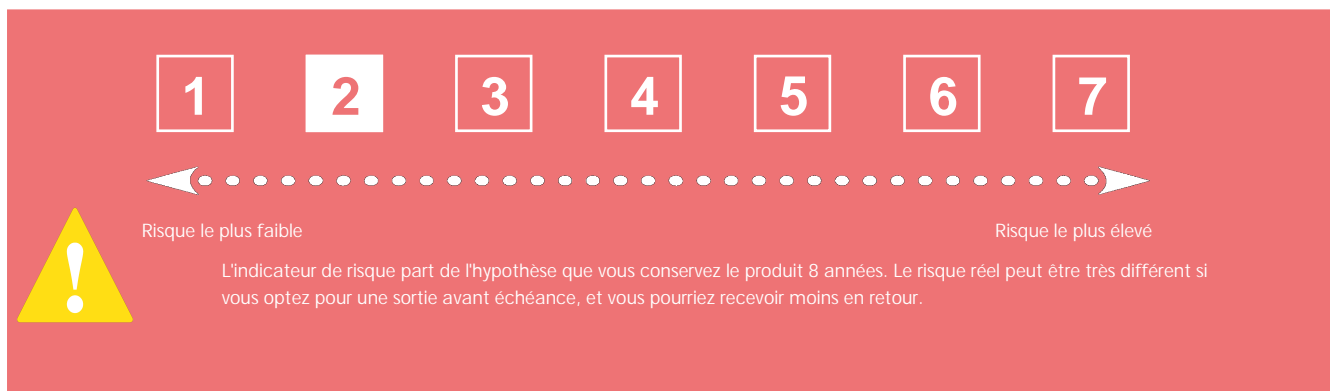 1 2 3 4 5 6 7
Risque le plus faible Risque le plus élevé
!
L'indicateur de risque part de l'hypothèse que vous conservez le produit 8 années. Le risque réel peut être très différent si
vous optez pour une sortie avant échéance, et vous pourriez recevoir moins en retour.